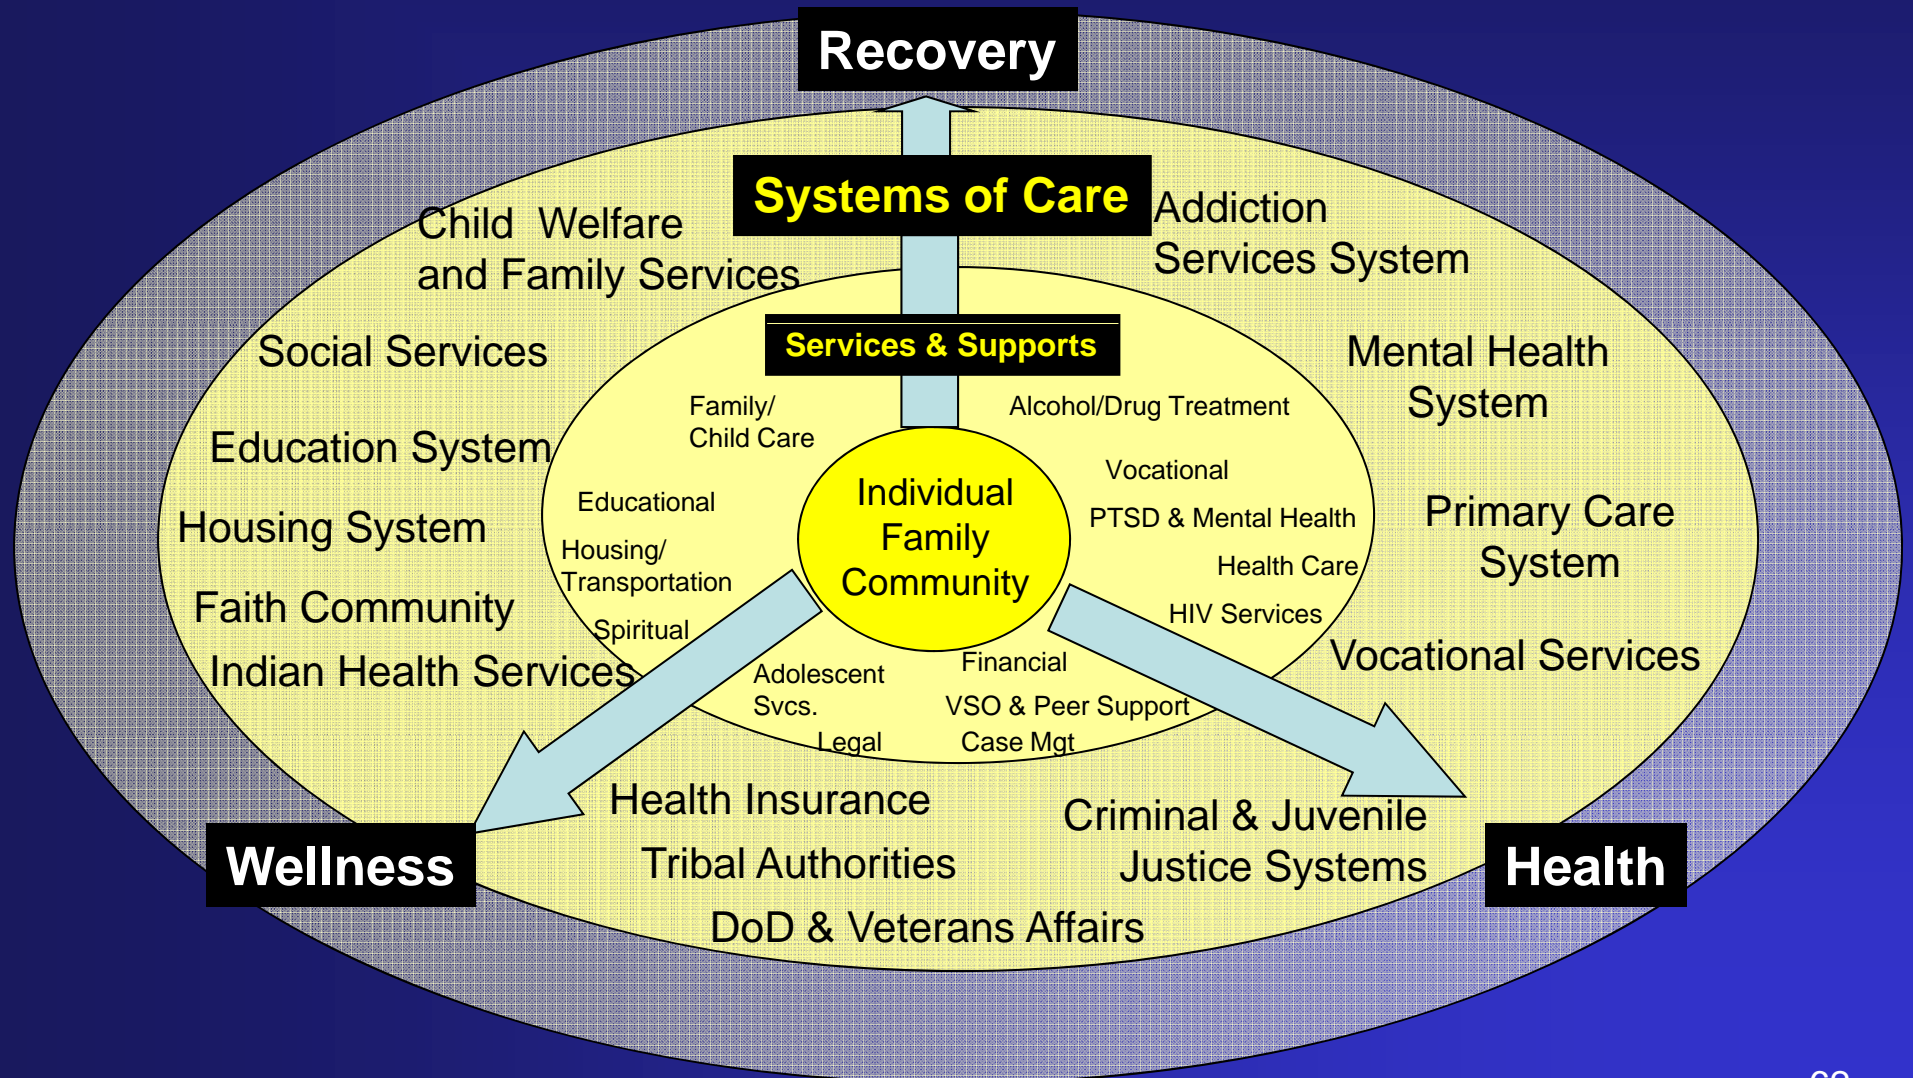 Recovery
Systems of Care
Child Welfare
and Family Services
Addiction
Services System
Social Services
Services & Supports
Mental Health
System
Family/
Child Care
Alcohol/Drug Treatment
Education System
Vocational
Educational
Individual
Family
Community
PTSD & Mental Health
Primary Care
System
Housing System
Housing/
Transportation
Health Care
Faith Community
Spiritual
HIV Services
Indian Health Services
Adolescent
Svcs.
Financial
Vocational Services
VSO & Peer Support
Legal
Case Mgt
Health Insurance
Criminal & Juvenile
Justice Systems
Tribal Authorities
Wellness
Health
DoD & Veterans Affairs